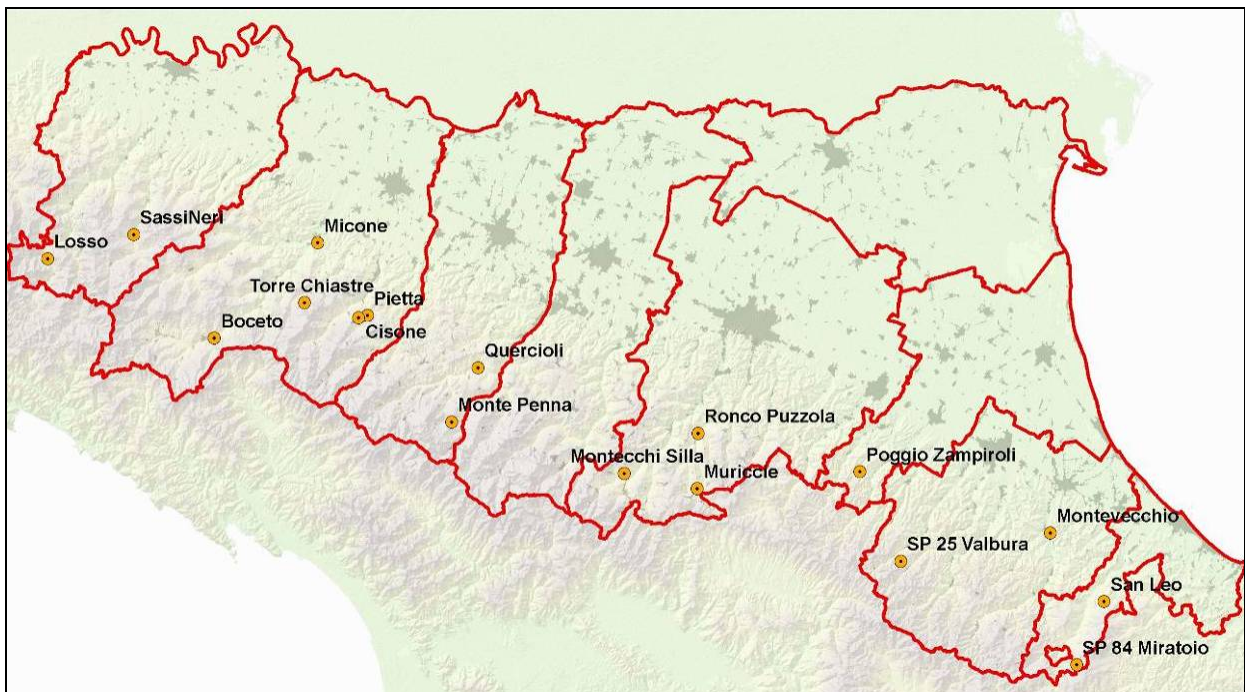 SassiNeri
Losso
Micone
Torre Chiastre
Pietta
Cisone
Boceto
Quercioli
Monte Penna
Ronco Puzzola
Montecchi Silla
Muriccie
Poggio Zampiroli
Montevecchio
SP 25 Valbura
San Leo
SP 84 Miratoio